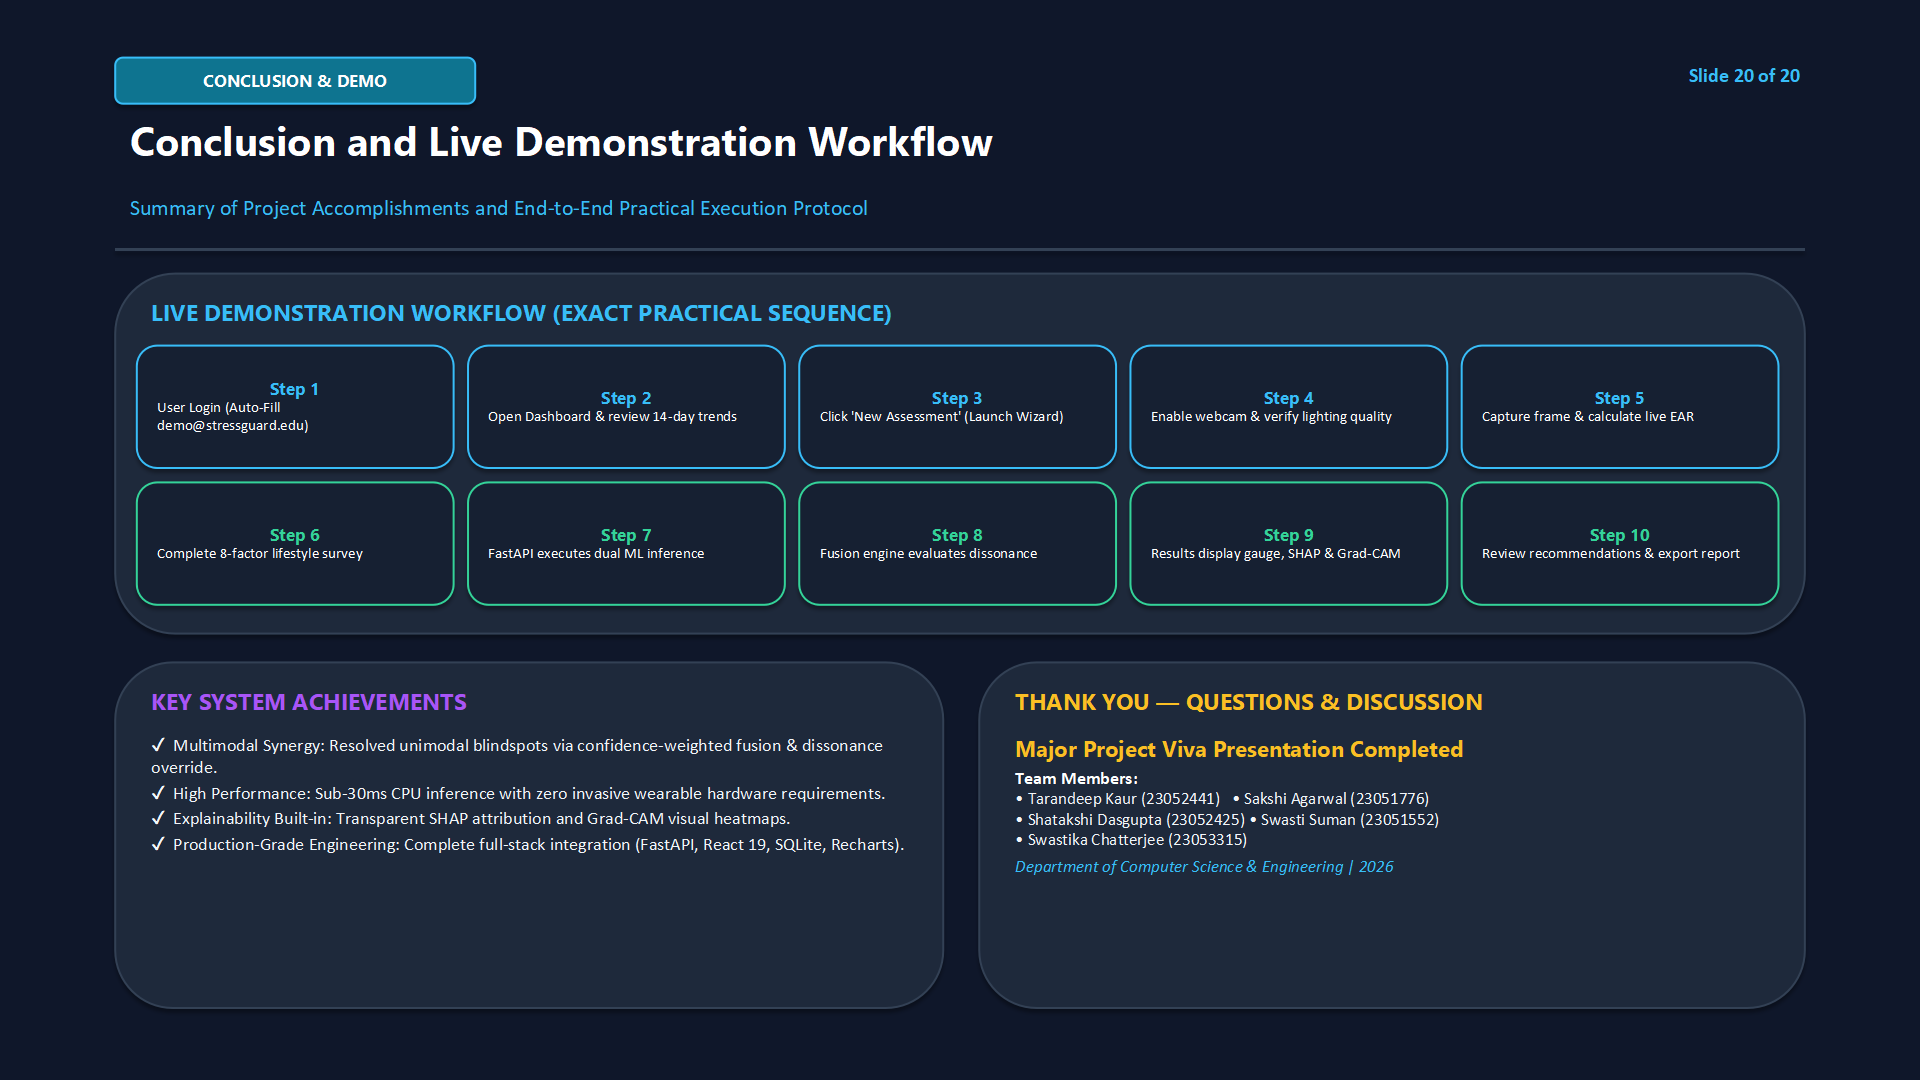 CONCLUSION & DEMO
Slide 20 of 20
Conclusion and Live Demonstration Workflow
Summary of Project Accomplishments and End-to-End Practical Execution Protocol
LIVE DEMONSTRATION WORKFLOW (EXACT PRACTICAL SEQUENCE)
Step 1
User Login (Auto-Fill
demo@stressguard.edu)
Step 2
Open Dashboard & review 14-day trends
Step 3
Click 'New Assessment' (Launch Wizard)
Step 4
Enable webcam & verify lighting quality
Step 5
Capture frame & calculate live EAR
Step 6
Complete 8-factor lifestyle survey
Step 7
FastAPI executes dual ML inference
Step 8
Fusion engine evaluates dissonance
Step 9
Results display gauge, SHAP & Grad-CAM
Step 10
Review recommendations & export report
KEY SYSTEM ACHIEVEMENTS
✓ Multimodal Synergy: Resolved unimodal blindspots via confidence-weighted fusion & dissonance
override.
✓ High Performance: Sub-30ms CPU inference with zero invasive wearable hardware requirements.
✓ Explainability Built-in: Transparent SHAP attribution and Grad-CAM visual heatmaps.
✓ Production-Grade Engineering: Complete full-stack integration (FastAPI, React 19, SQLite, Recharts).
THANK YOU — QUESTIONS & DISCUSSION
Major Project Viva Presentation Completed
Team Members:
• Tarandeep Kaur (23052441) • Sakshi Agarwal (23051776)
• Shatakshi Dasgupta (23052425) • Swasti Suman (23051552)
• Swastika Chatterjee (23053315)
Department of Computer Science & Engineering | 2026